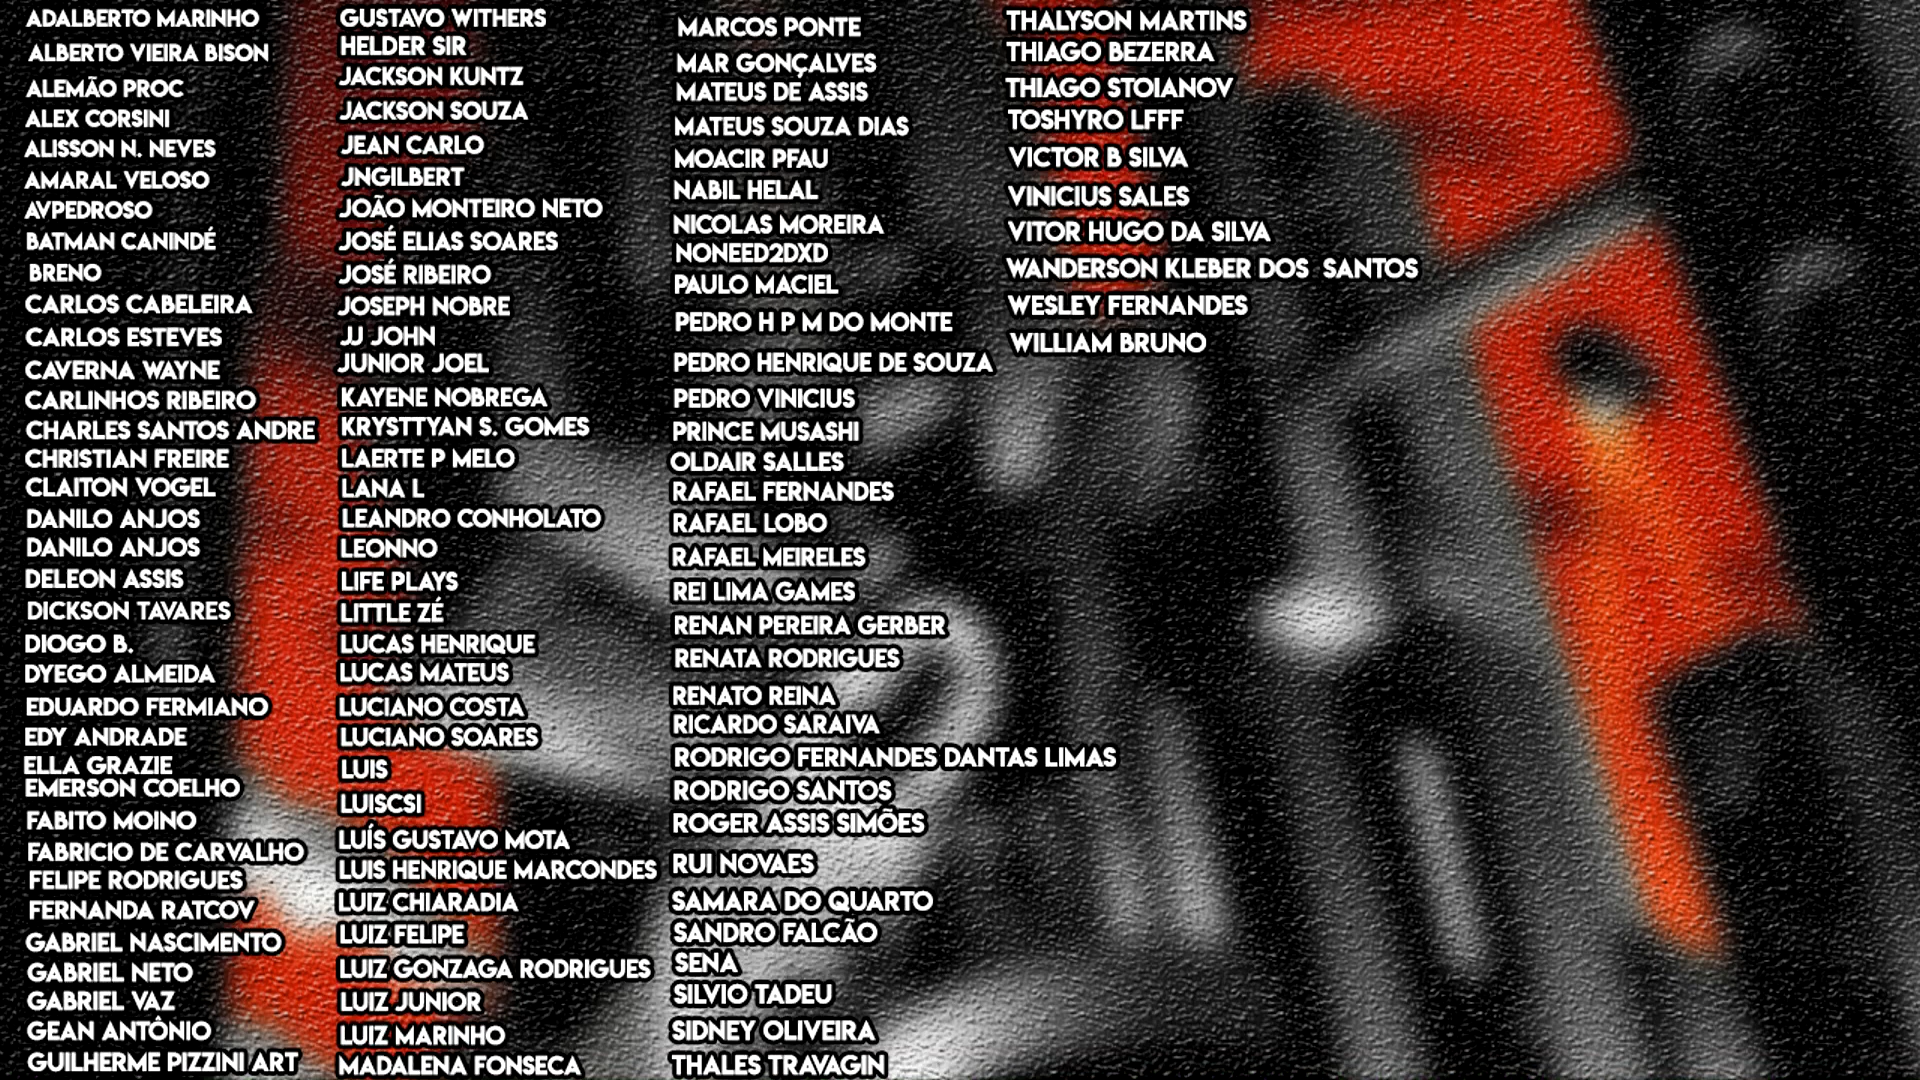 ADALBERTO MARINHO
ALBERTO VIEIRA BISON
ALEMÃO PROC
ALEX CORSINI
ALISSON N. NEVES
AMARAL VELOSO
AVPEDROSO
BATMAN CANINDÉ
BRENO
CARLOS CABELEIRA
CARLOS ESTEVES
CAVERNA WAYNE
CARLINHOS RIBEIRO
CHARLES SANTOS ANDRE
CHRISTIAN FREIRE
CLAITON VOGEL
DANILO ANJOS
DANILO ANJOS
DELEON ASSIS
DICKSON TAVARES
DIOGO B.
DYEGO ALMEIDA
EDUARDO FERMIANO
EDY ANDRADE
ELLA GRAZIE
EMERSON COELHO
FABITO MOINO
FABRICIO DE CARVALHO
FELIPE RODRIGUES
FERNANDA RATCOV
GABRIEL NASCIMENTO
GABRIEL NETO
GABRIEL VAZ
GEAN ANTÔNIO
GUILHERME PIZZINI ART
GUSTAVO WITHERS
HELDER SIR
JACKSON KUNTZ
JACKSON SOUZA
JEAN CARLO
JNGILBERT
JOÃO MONTEIRO NETO
JOSÉ ELIAS SOARES
JOSÉ RIBEIRO
JOSEPH NOBRE
JJ JOHN
JUNIOR JOEL
KAYENE NOBREGA
KRYSTTYAN S. GOMES
LAERTE P MELO
LANA L
LEANDRO CONHOLATO
LEONNO
LIFE PLAYS
LITTLE ZÉ
LUCAS HENRIQUE
LUCAS MATEUS
LUCIANO COSTA
LUCIANO SOARES
LUIS
LUISCSI
LUÍS GUSTAVO MOTA
LUIS HENRIQUE MARCONDES
LUIZ CHIARADIA
LUIZ FELIPE
LUIZ GONZAGA RODRIGUES
LUIZ JUNIOR
LUIZ MARINHO
MADALENA FONSECA
MARCOS PONTE
MAR GONÇALVES
MATEUS DE ASSIS
MATEUS SOUZA DIAS
MOACIR PFAU
NABIL HELAL
NICOLAS MOREIRA
NONEED2DXD
PAULO MACIEL
PEDRO H P M DO MONTE
PEDRO HENRIQUE DE SOUZA
PEDRO VINICIUS
PRINCE MUSASHI
OLDAIR SALLES
RAFAEL FERNANDES
RAFAEL LOBO
RAFAEL MEIRELES
REI LIMA GAMES
RENAN PEREIRA GERBER
RENATA RODRIGUES
RENATO REINA
RICARDO SARAIVA
RODRIGO FERNANDES DANTAS LIMAS
RODRIGO SANTOS
ROGER ASSIS SIMÕES
RUI NOVAES
SAMARA DO QUARTO
SANDRO FALCÃO
SENA
SILVIO TADEU
SIDNEY OLIVEIRA
THALES TRAVAGIN
THALYSON MARTINS
THIAGO BEZERRA
THIAGO STOIANOV
TOSHYRO LFFF
VICTOR B SILVA
VINICIUS SALES
VITOR HUGO DA SILVA
WANDERSON KLEBER DOS SANTOS
WESLEY FERNANDES
WILLIAM BRUNO